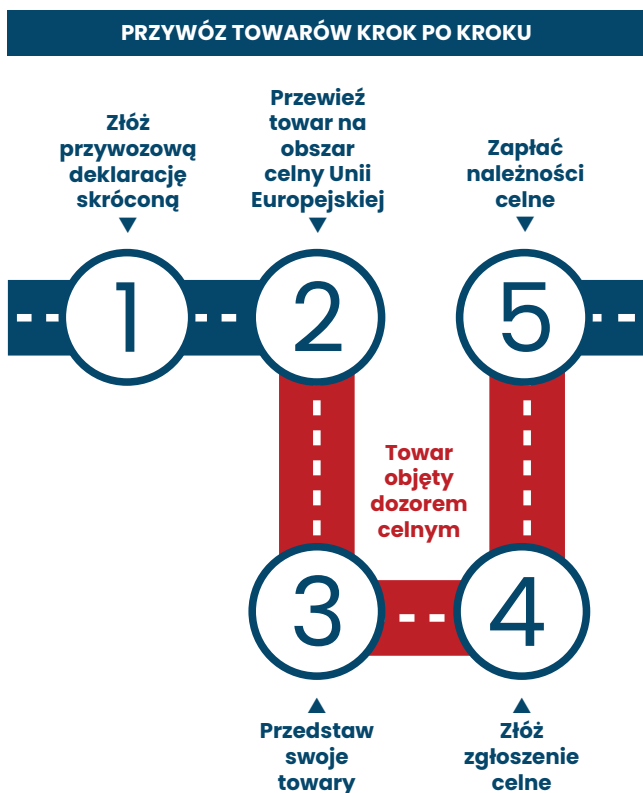 PRZYWÓZ TOWARÓW KROK PO KROKU
Złóż
przywozową
deklarację
skróconą
1
Przewieź
towar na
obszar
celny Unii
Europejskiej
2
Przedstaw
swoje
towary
3
Towar
objęty
dozorem
celnym
Złóż
zgłoszenie
celne
4
Zapłać
należności
celne
5